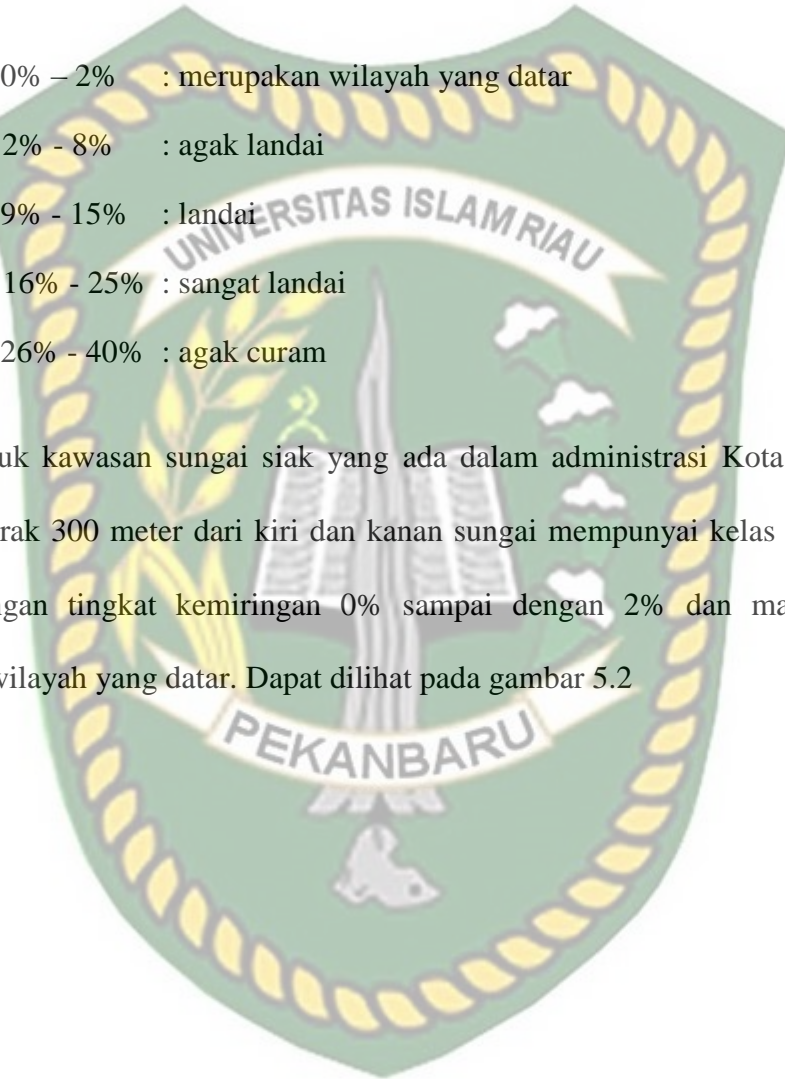 0% – 2% : merupakan wilayah yang datar
2% - 8% : agak landai
9% - 15% : landai
16% - 25% : sangat landai
26% - 40% : agak curam
uk kawasan sungai siak yang ada dalam administrasi Kota
rak 300 meter dari kiri dan kanan sungai mempunyai kelas
ngan tingkat kemiringan 0% sampai dengan 2% dan ma
wilayah yang datar. Dapat dilihat pada gambar 5.2
UNIVERSITAS ISLAM RIAU
PEKANBARU